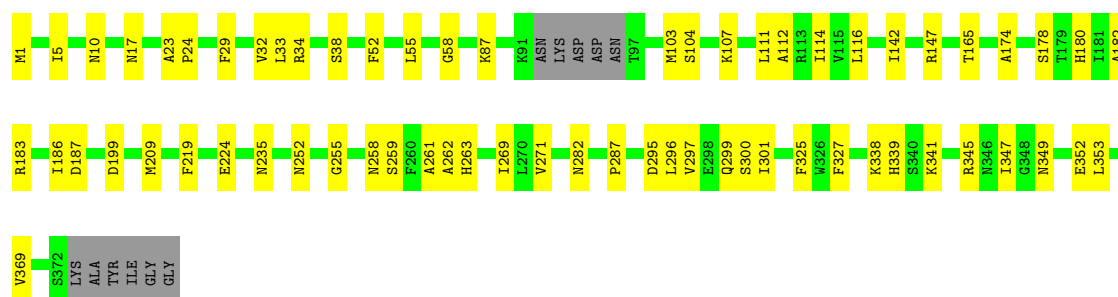 M1 I5 N10 N17 A23 P24 F29 V32 L33 R34 S38 F52 L55 G58 K87 K91 ASN LYS ASP ASP ASN T97 M103 S104 K107 L111 A112 R113 I114 V115 L116 I142 R147 T165 A174 S178 T179 H180 I181 A182
R183 I186 D187 D199 M209 F219 E224 N235 N252 G255 N258 S259 F260 A261 A262 H263 I269 L270 V271 N282 P287 D295 L296 V297 E298 Q299 S300 I301 F325 W326 F327 K338 H339 S340 K341 R345 N346 I347 G348 N349 E352 L353
V369 S372 LYS ALA TYR ILE GLY GLY